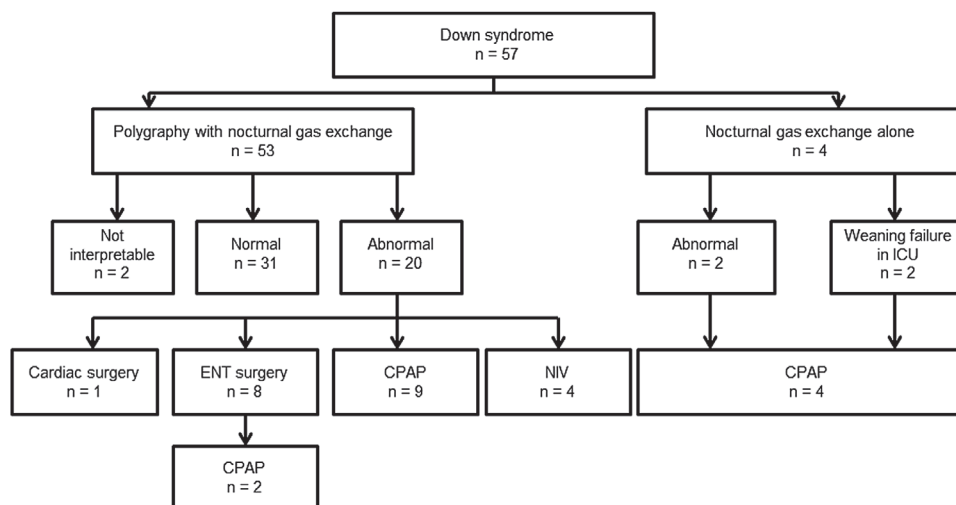 Down syndrome
n = 57
Polygraphy with nocturnal gas exchange
n = 53
Nocturnal gas exchange alone
n = 4
Not
interpretable
n = 2
Normal
n = 31
Abnormal
n = 20
Abnormal
n = 2
Weaning failure
in ICU
n = 2
Cardiac surgery
n = 1
ENT surgery
n = 8
CPAP
n = 9
NIV
n = 4
CPAP
n = 4
CPAP
n = 2